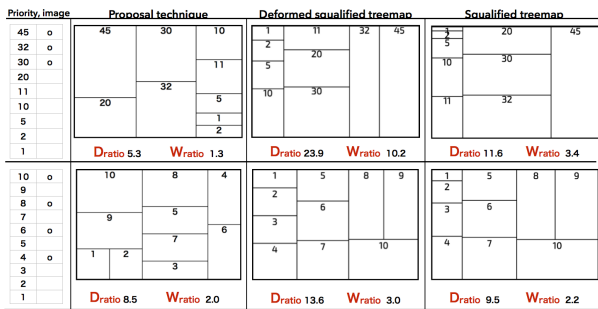 Priority, image Proposal technique Deformed squalified treemap Squalified treemap
45 o
32 o
30 o
20
11
10
5
2
1
45 30 10
11
32
20 5
1
2
1 11 32 45
2
20
5
10 30
1 20 45
2
5
10 30
11 32
Dratio 5.3 Wratio 1.3 Dratio 23.9 Wratio 10.2 Dratio 11.6 Wratio 3.4
10 o
9
8 o
7
6 o
5
4 o
3
2
1
10 8 4
5
9
6
7
1 2
3
1 5 8 9
2
6
3
4 7 10
1 5 8 9
2
3 6
4 7 10
Dratio 8.5 Wratio 2.0 Dratio 13.6 Wratio 3.0 Dratio 9.5 Wratio 2.2